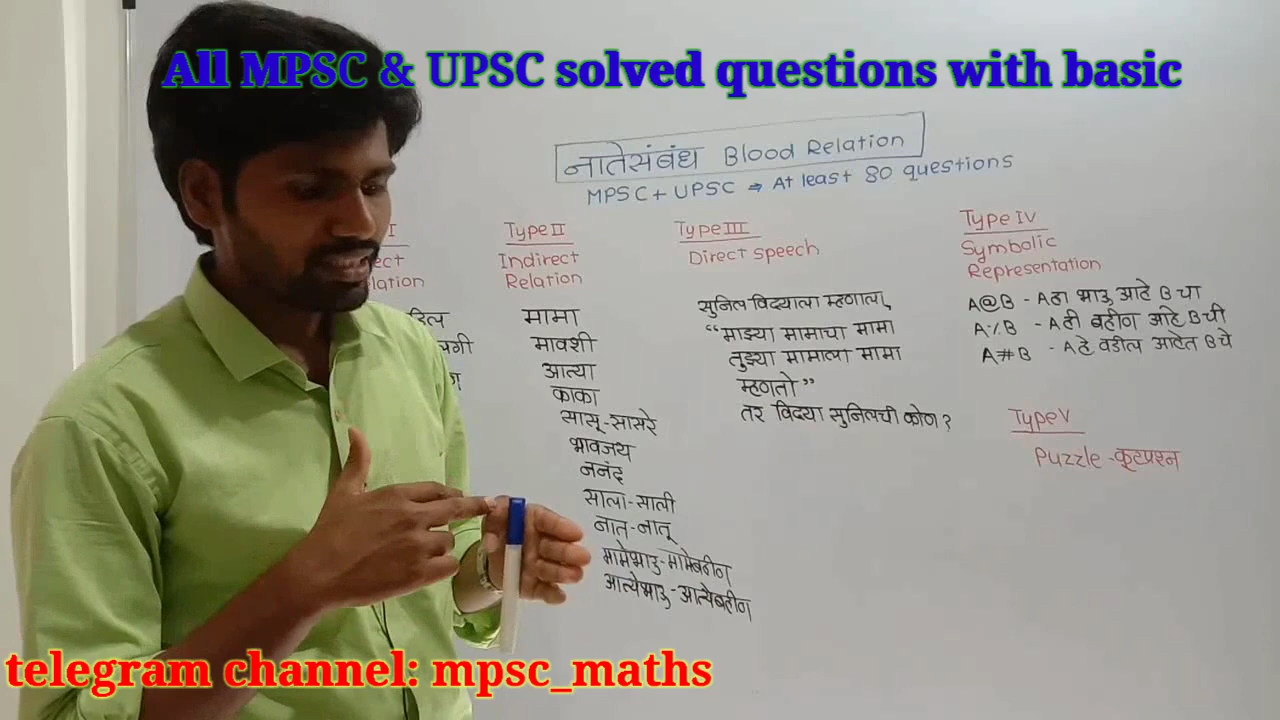 All MPSC & UPSC solved questions with basic
नातेसंबंध Blood Relation
MPSC + UPSC ⇒ At least 80 questions
I
ect
lation
Type II
Indirect
Relation
मामा
मावशी
आत्या
काका
सासू-सासरे
भावजय
ननंद
साला-साली
नात-नातू
मामेभाऊ-मामेबहीण
आत्येभाऊ-आत्येबहीण
Type III
Direct speech
सुनिल विद्याला म्हणाला,
“माझ्या मामाचा मामा
तुझ्या मामाला मामा
म्हणतो”
तर विद्या सुनिलची कोण?
Type IV
Symbolic
Representation
A@B - A हा भाऊ आहे B चा
A%B - A ही बहीण आहे B ची
A#B - A हे वडील आहेत B चे
Type V
Puzzle - कूटप्रश्न
telegram channel: mpsc_maths